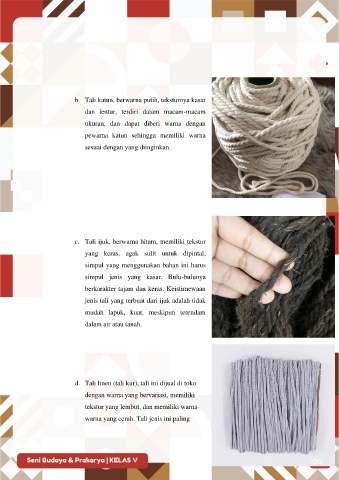 b. Tali katun, berwarna putih, teksturnya kasar
dan lentur, terdiri dalam macam-macam
ukuran, dan dapat diberi warna dengan
pewarna katun sehingga memiliki warna
sesuai dengan yang diinginkan.
c. Tali ijuk, berwarna hitam, memiliki tekstur
yang keras, agak sulit untuk dipintal,
simpul yang menggunakan bahan ini harus
simpul jenis yang kasar. Bulu-bulunya
berkarakter tajam dan keras. Keistimewaan
jenis tali yang terbuat dari ijuk adalah tidak
mudah lapuk, kuat, meskipun terendam
dalam air atau tanah.
d. Tali linen (tali kur), tali ini dijual di toko
dengan warna yang bervariasi, memiliki
tekstur yang lembut, dan memiliki warna-
warna yang cerah. Tali jenis ini paling
Seni Budaya & Prakarya | KELAS V